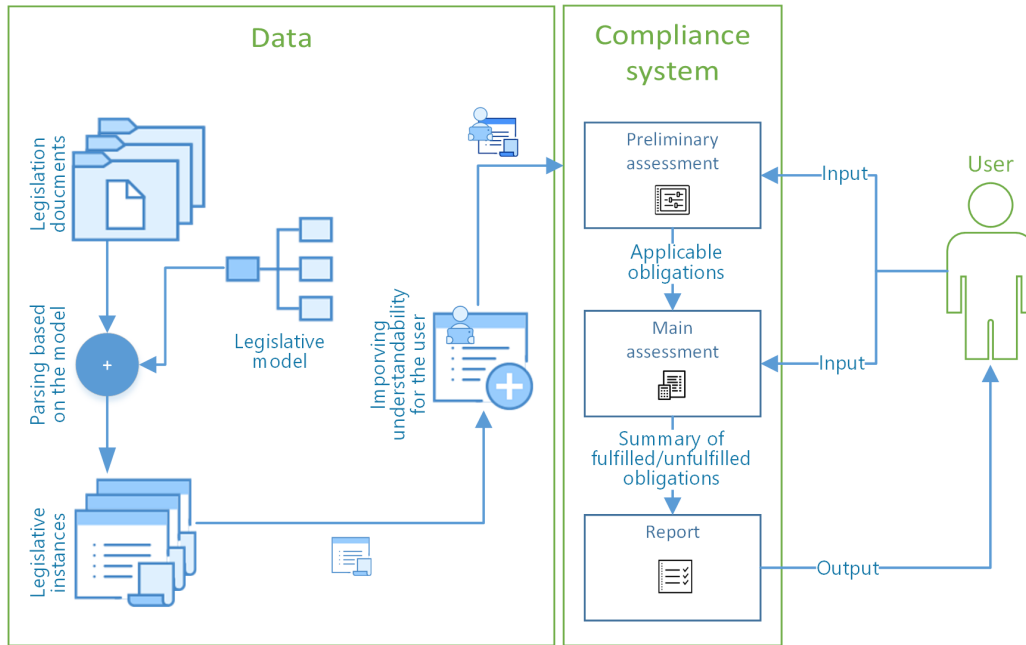 Data
Legislation
doucments
Legislative
model
Parsing based
on the model
+
Legislative
instances
Imporving
understandability
for the user
Compliance
system
Preliminary
assessment
Applicable
obligations
Main
assessment
Summary of
fulfilled/unfulfilled
obligations
Report
Input
Input
Output
User